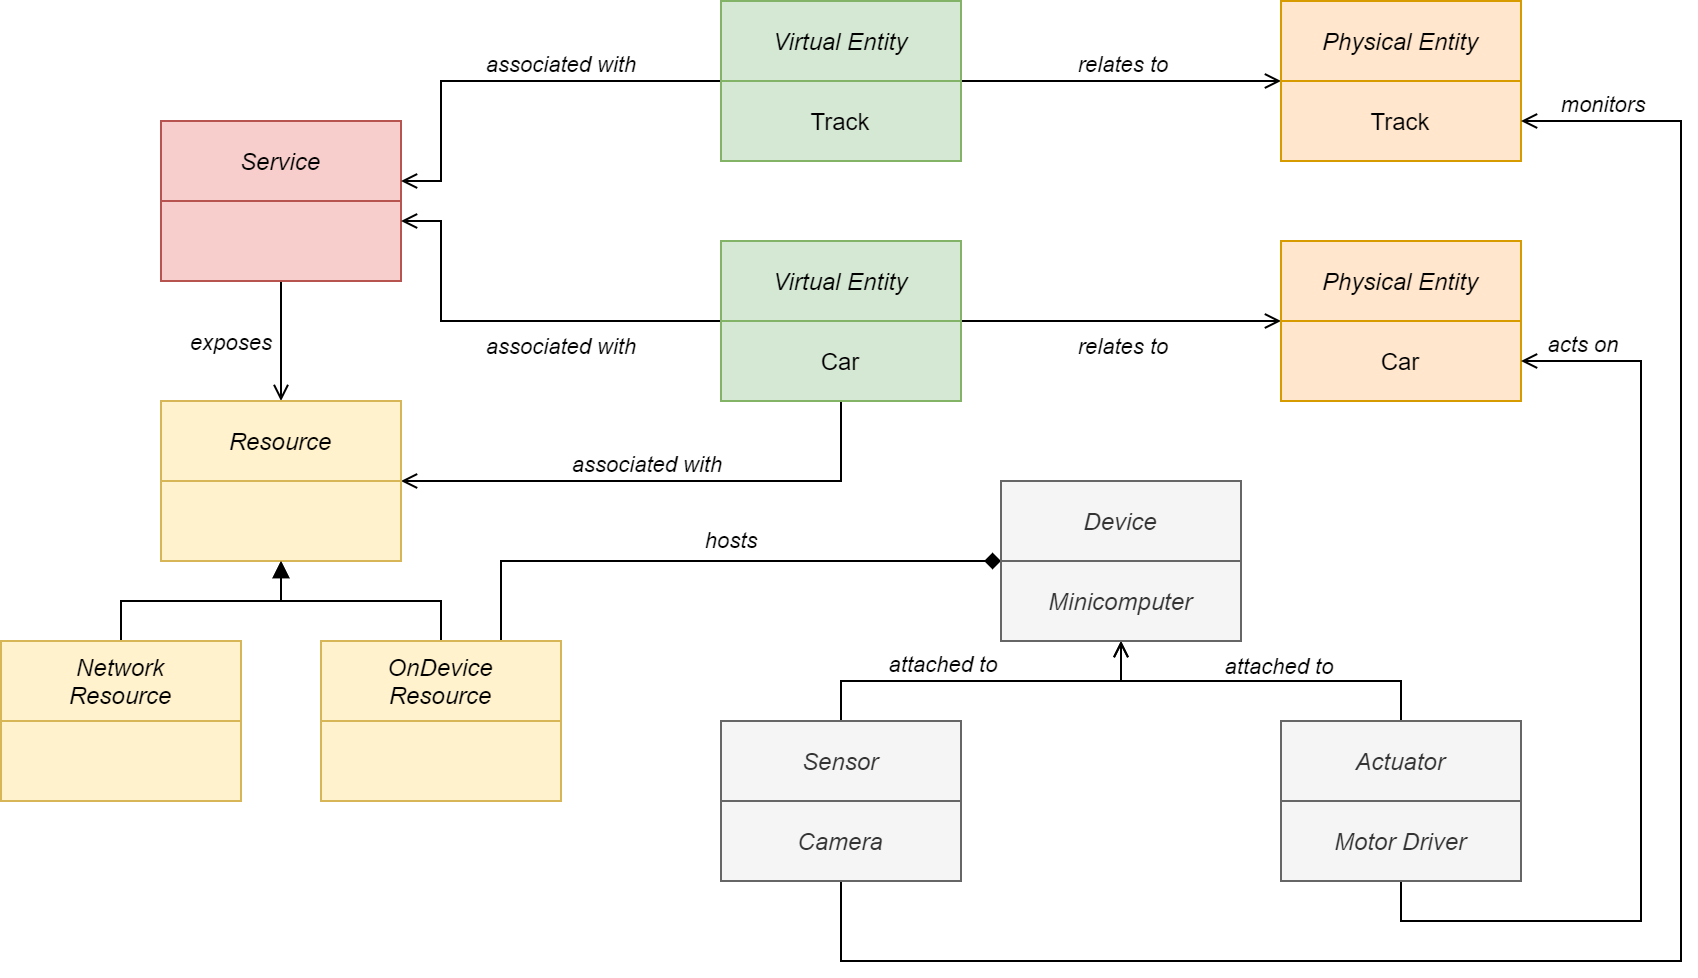 Virtual Entity
Physical Entity
associated with
relates to
monitors
Track
Track
Service
Virtual Entity
Physical Entity
exposes
associated with
relates to
acts on
Car
Car
Resource
associated with
Device
hosts
Minicomputer
Network
Resource
OnDevice
Resource
attached to
attached to
Sensor
Actuator
Camera
Motor Driver